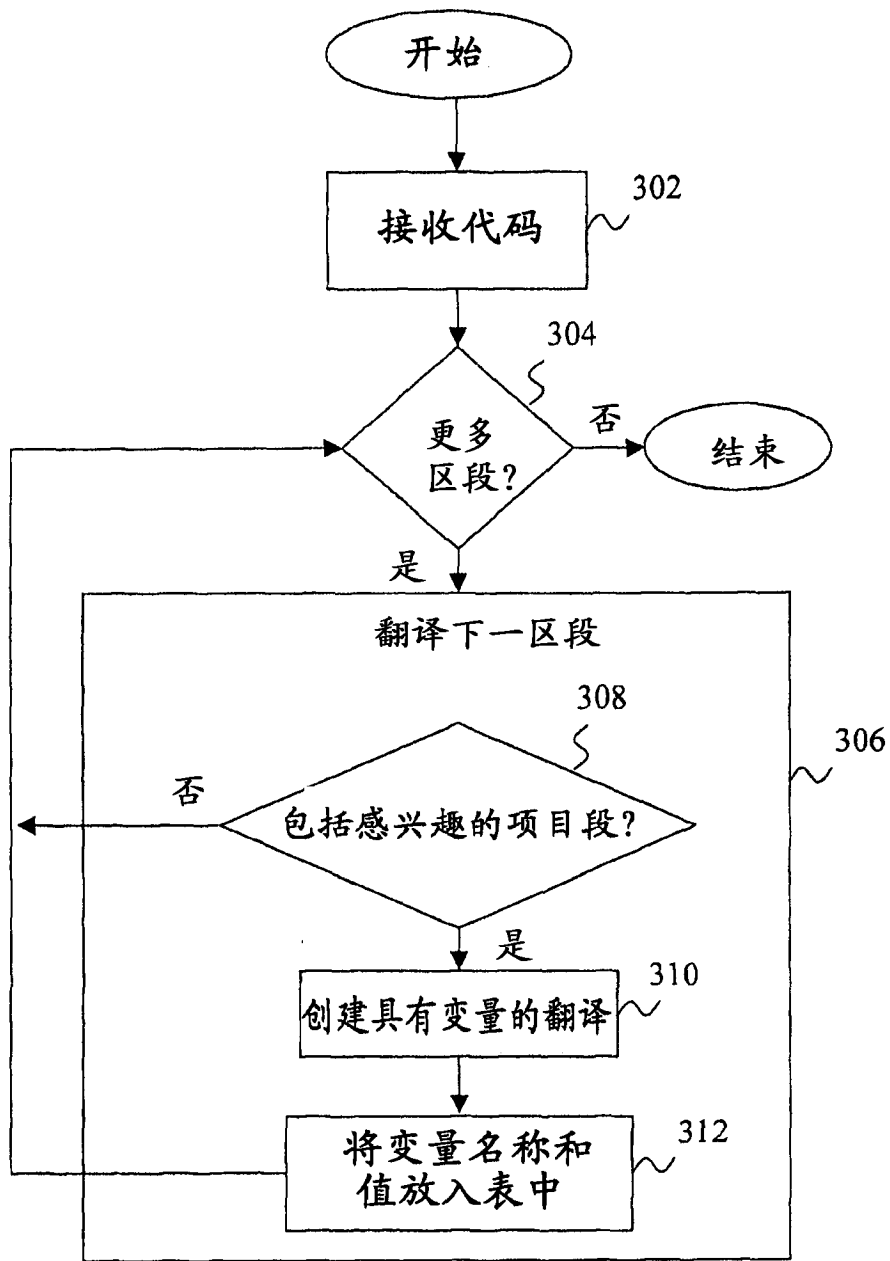 开始
302
接收代码
304
更多
区段?
否
结束
是
翻译下一区段
308
306
否
包括感兴趣的项目段?
是
310
创建具有变量的翻译
312
将变量名称和
值放入表中